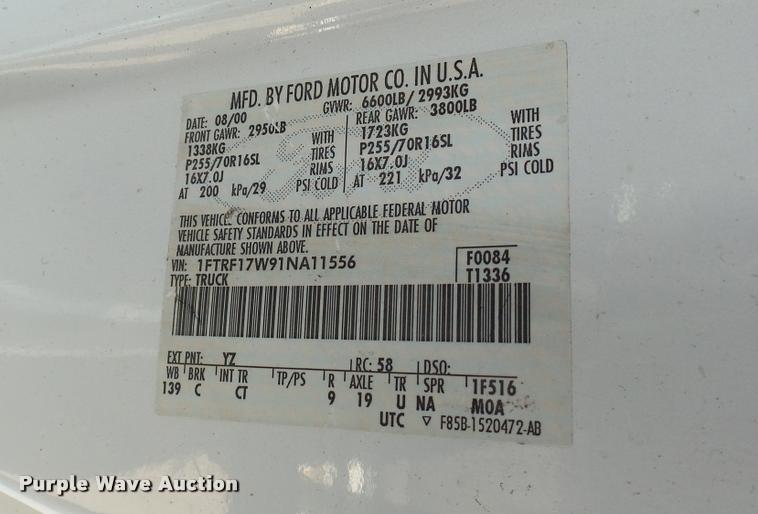 MFD. BY FORD MOTOR CO. IN U.S.A.
DATE: 08/00 GVWR: 6600LB/ 2993KG
FRONT GAWR: 2950LB REAR GAWR: 3800LB
1338KG WITH 1723KG WITH
P255/70R16SL TIRES P255/70R16SL TIRES
16X7.0J RIMS 16X7.0J RIMS
AT 200 kPa/29 PSI COLD AT 221 kPa/32 PSI COLD
THIS VEHICLE CONFORMS TO ALL APPLICABLE FEDERAL MOTOR
VEHICLE SAFETY STANDARDS IN EFFECT ON THE DATE OF
MANUFACTURE SHOWN ABOVE.
VIN: 1FTRF17W91NA11556 F0084
TYPE: TRUCK T1336
EXT PNT: YZ RC: 58 DSO:
WB BRK INT TR TP/PS R AXLE TR SPR 1F516
139 C CT 9 19 U NA M0A
UTC ▽ F85B-1520472-AB
Purple Wave Auction